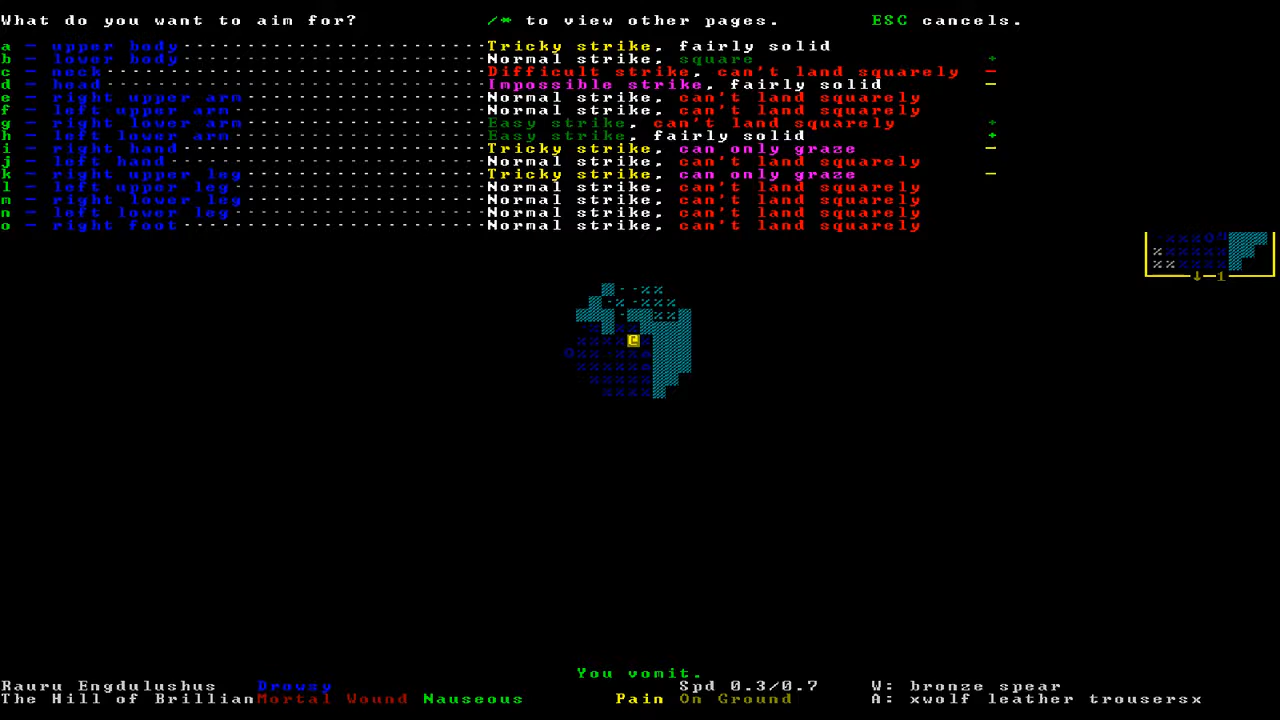 What do you want to aim for? /* to view other pages. ESC cancels.
a - upper body Tricky strike, fairly solid
b - lower body Normal strike, square +
c - neck Difficult strike, can't land squarely -
d - head Impossible strike, fairly solid -
e - right upper arm Normal strike, can't land squarely
f - left upper arm Normal strike, can't land squarely
g - right lower arm Easy strike, can't land squarely +
h - left lower arm Easy strike, fairly solid +
i - right hand Tricky strike, can only graze -
j - left hand Normal strike, can't land squarely
k - right upper leg Tricky strike, can only graze -
l - left upper leg Normal strike, can't land squarely
m - right lower leg Normal strike, can't land squarely
n - left lower leg Normal strike, can't land squarely
o - right foot Normal strike, can't land squarely
You vomit.
Rauru Engdulushus Drowsy Spd 0.3/0.7 W: bronze spear
The Hill of Brillian Mortal Wound Nauseous Pain On Ground A: xwolf leather trousersx